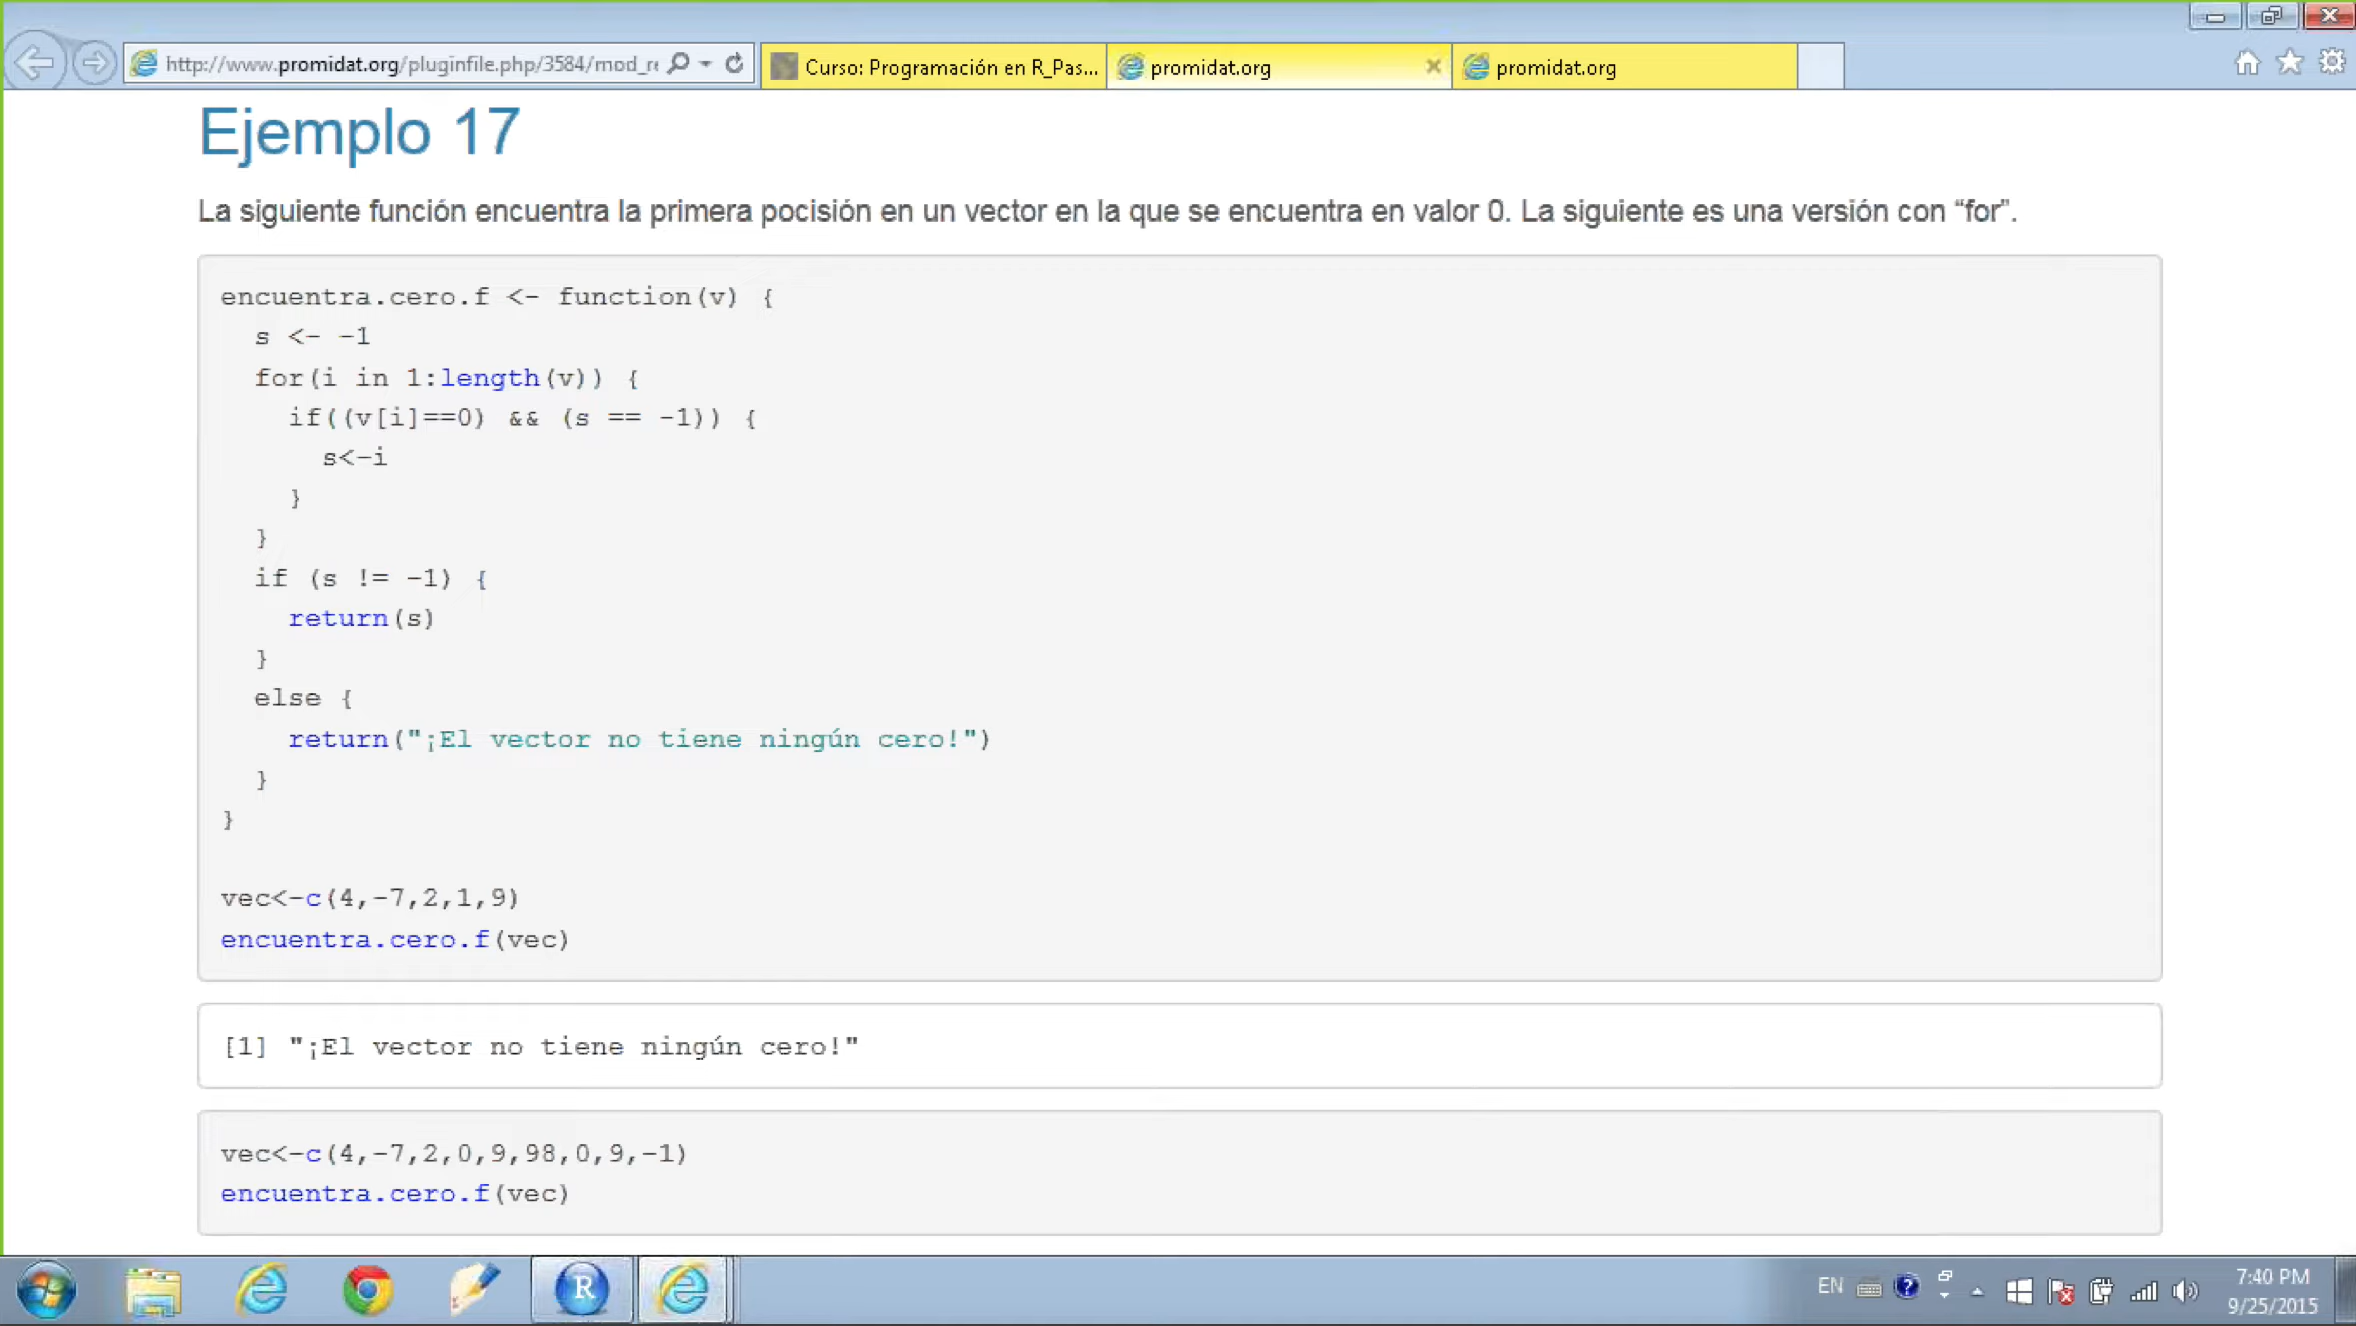 http://www.promidat.org/pluginfile.php/3584/mod_re
Curso: Programación en R_Pas...
promidat.org
promidat.org
Ejemplo 17
La siguiente función encuentra la primera pocisión en un vector en la que se encuentra en valor 0. La siguiente es una versión con “for”.
encuentra.cero.f <- function(v) {
  s <- -1
  for(i in 1:length(v)) {
    if((v[i]==0) && (s == -1)) {
      s<-i
    }
  }
  if (s != -1) {
    return(s)
  }
  else {
    return("¡El vector no tiene ningún cero!")
  }
}
vec<-c(4,-7,2,1,9)
encuentra.cero.f(vec)
[1] "¡El vector no tiene ningún cero!"
vec<-c(4,-7,2,0,9,98,0,9,-1)
encuentra.cero.f(vec)
R
EN
7:40 PM
9/25/2015